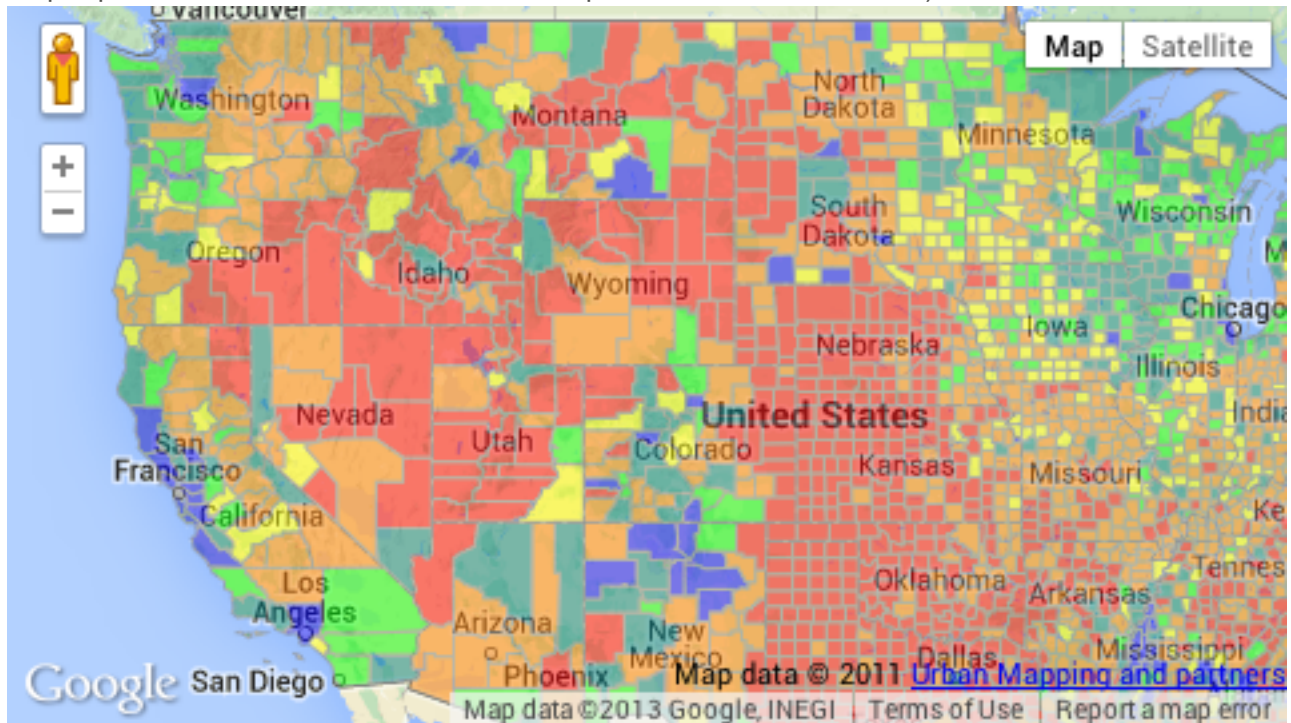 Vancouver
Map Satellite
North
Dakota
Washington
Montana
Minnesota
South
Dakota
Wisconsin
Oregon
Idaho
Wyoming
M
Chicago
Nebraska
Iowa
Illinois
Nevada
United States
India
Utah
Colorado
San
Francisco
Kansas
Missouri
California
Ke
Los
Angeles
Oklahoma
Arkansas
Tennes
Arizona
New
Mexico
Phoenix
Dallas
Mississippi
Google
San Diego
Map data © 2011 Urban Mapping and partners
Map data ©2013 Google, INEGI Terms of Use Report a map error